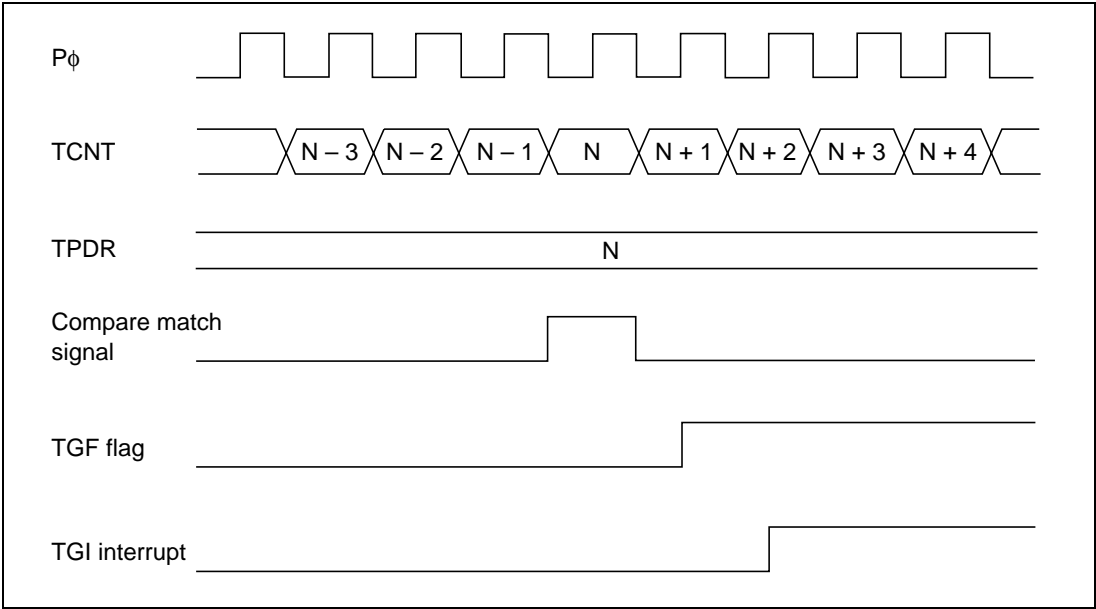 Pϕ
TCNT
N – 3 N – 2 N – 1 N N + 1 N + 2 N + 3 N + 4
TPDR
N
Compare match
signal
TGF flag
TGI interrupt